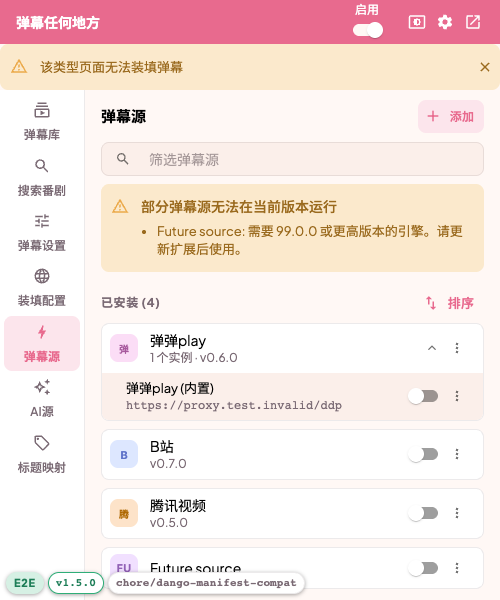 弹幕任何地方
启用
该类型页面无法装填弹幕
弹幕库
搜索番剧
弹幕设置
装填配置
弹幕源
AI源
标题映射
弹幕源
添加
筛选弹幕源
部分弹幕源无法在当前版本运行
• Future source: 需要 99.0.0 或更高版本的引擎。请更
新扩展后使用。
已安装 (4)
排序
弹
弹弹play
1 个实例 · v0.6.0
弹弹play (内置)
https://proxy.test.invalid/ddp
B
B站
v0.7.0
腾
腾讯视频
v0.5.0
FU
Future source
E2E
v1.5.0
chore/dango-manifest-compat